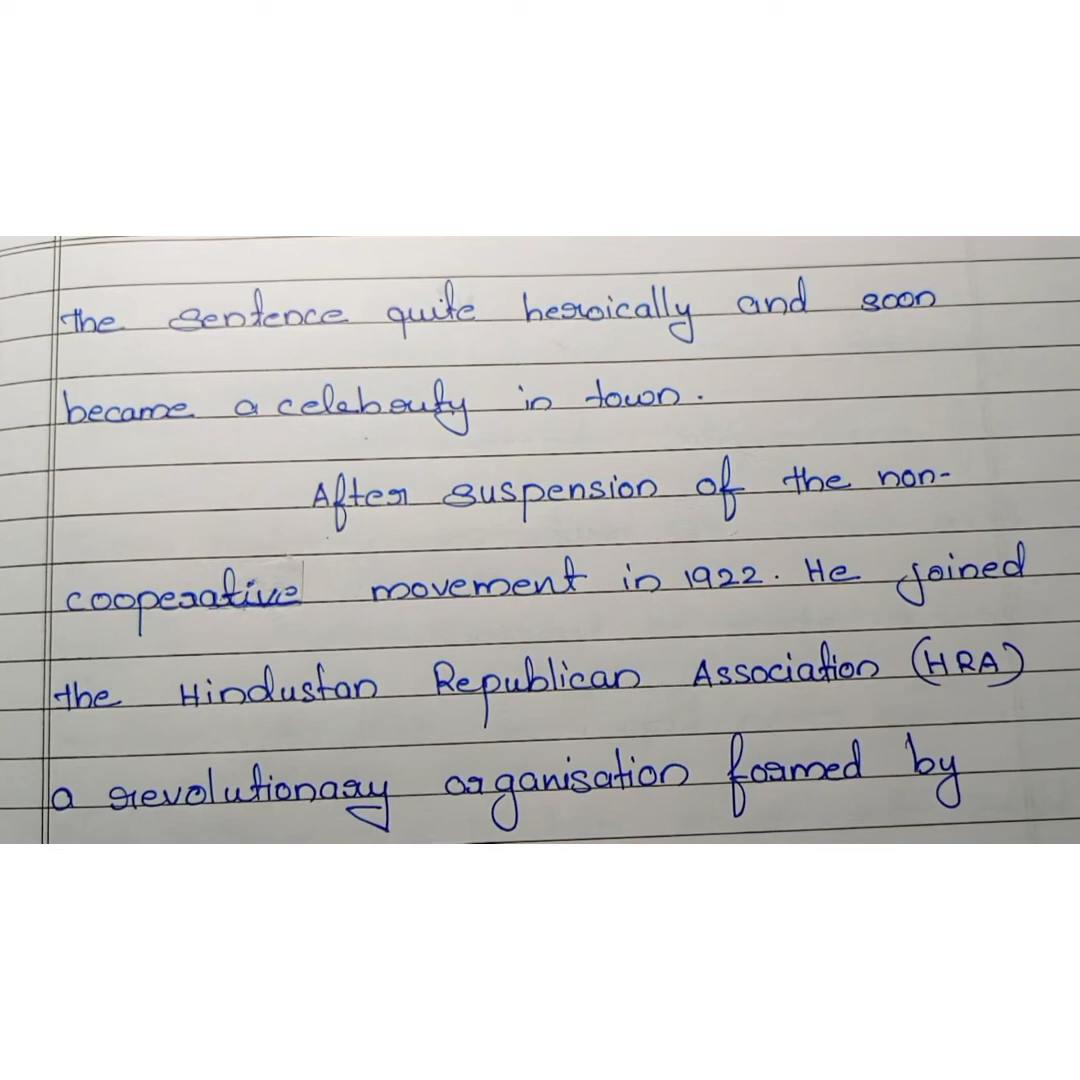 the sentence quite heroically and soon
became a celebrity in town.
After suspension of the non-
cooperative movement in 1922. He joined
the Hindustan Republican Association (HRA)
a revolutionary organisation formed by